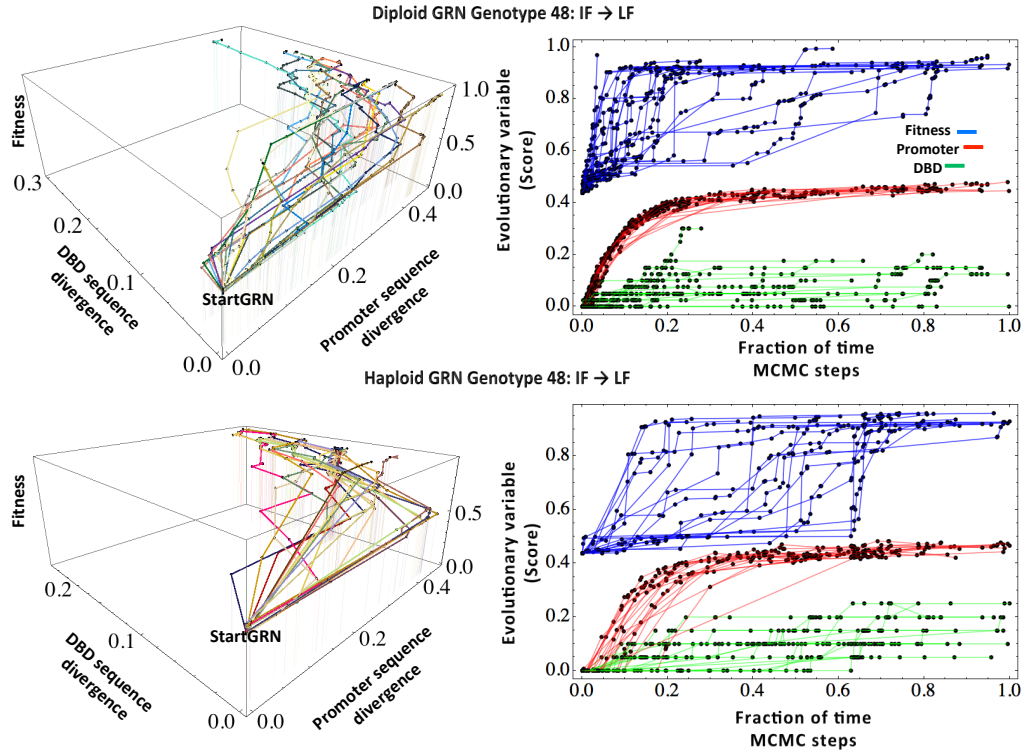 Diploid GRN Genotype 48: IF → LF
Fitness
1.0
0.5
0.0
0.3
0.2
0.1
0.0
0.0
0.2
0.4
StartGRN
DBD sequence
divergence
Promoter sequence
divergence
1.0
0.8
0.6
0.4
0.2
0.0
Evolutionary variable
(Score)
Fitness
Promoter
DBD
0.0 0.2 0.4 0.6 0.8 1.0
Fraction of time
MCMC steps
Haploid GRN Genotype 48: IF → LF
Fitness
0.5
0.0
0.2
0.1
0.0
0.0
0.2
0.4
StartGRN
DBD sequence
divergence
Promoter sequence
divergence
0.8
0.6
0.4
0.2
0.0
Evolutionary variable
(Score)
0.0 0.2 0.4 0.6 0.8 1.0
Fraction of time
MCMC steps